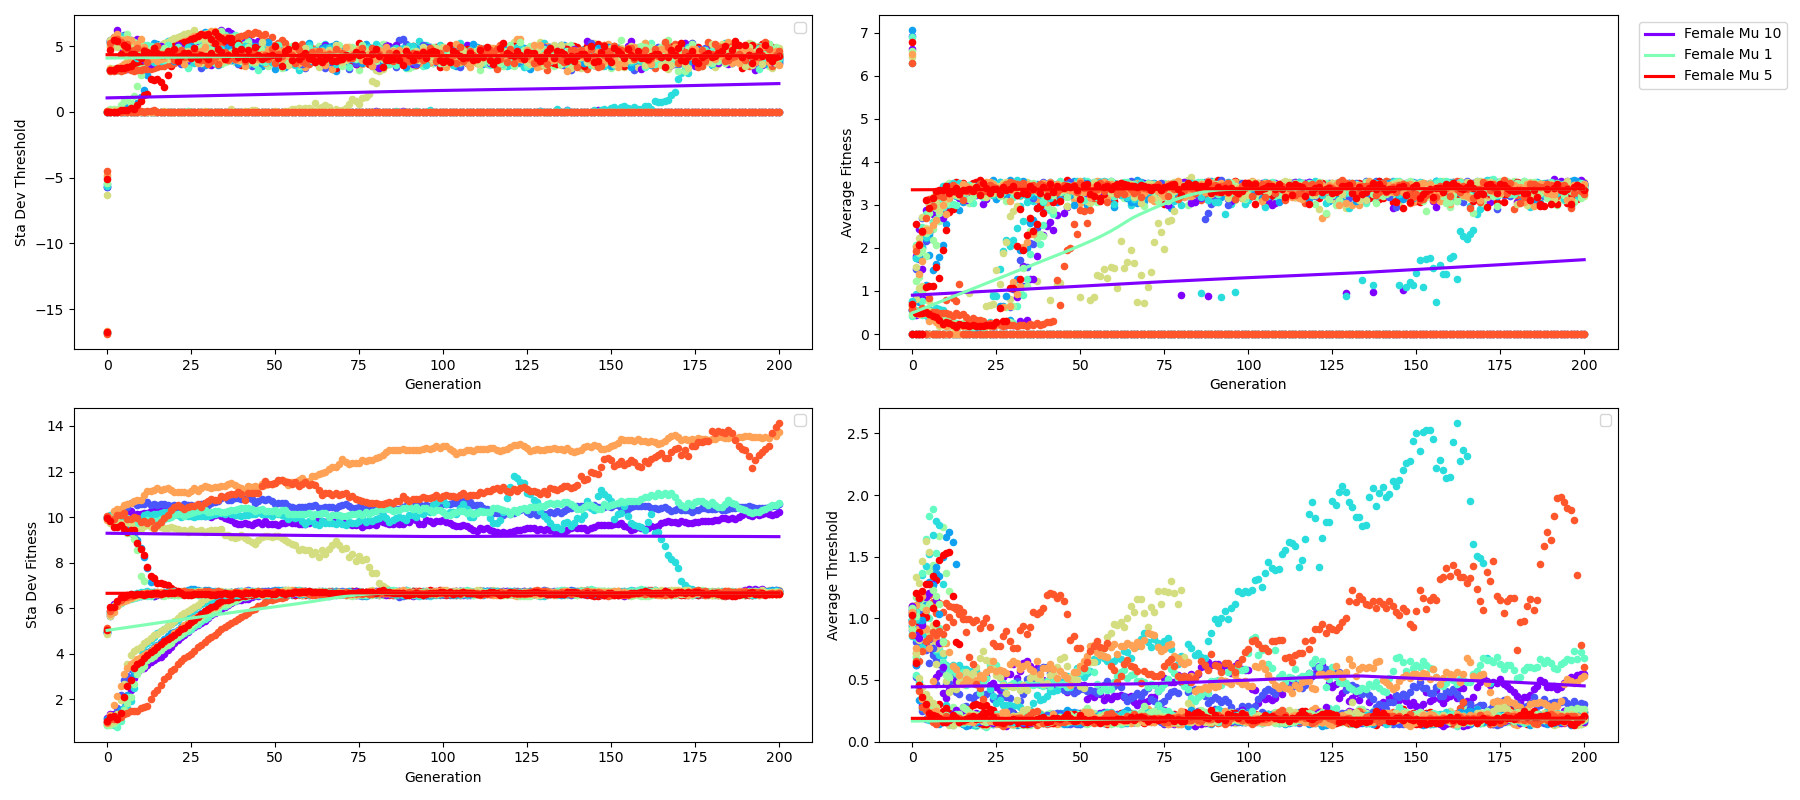 5
0
−5
−10
−15
Sta Dev Threshold
0 25 50 75 100 125 150 175 200
Generation
7
6
5
4
3
2
1
0
Average Fitness
0 25 50 75 100 125 150 175 200
Generation
Female Mu 10
Female Mu 1
Female Mu 5
14
12
10
8
6
4
2
Sta Dev Fitness
0 25 50 75 100 125 150 175 200
Generation
2.5
2.0
1.5
1.0
0.5
0.0
Average Threshold
0 25 50 75 100 125 150 175 200
Generation